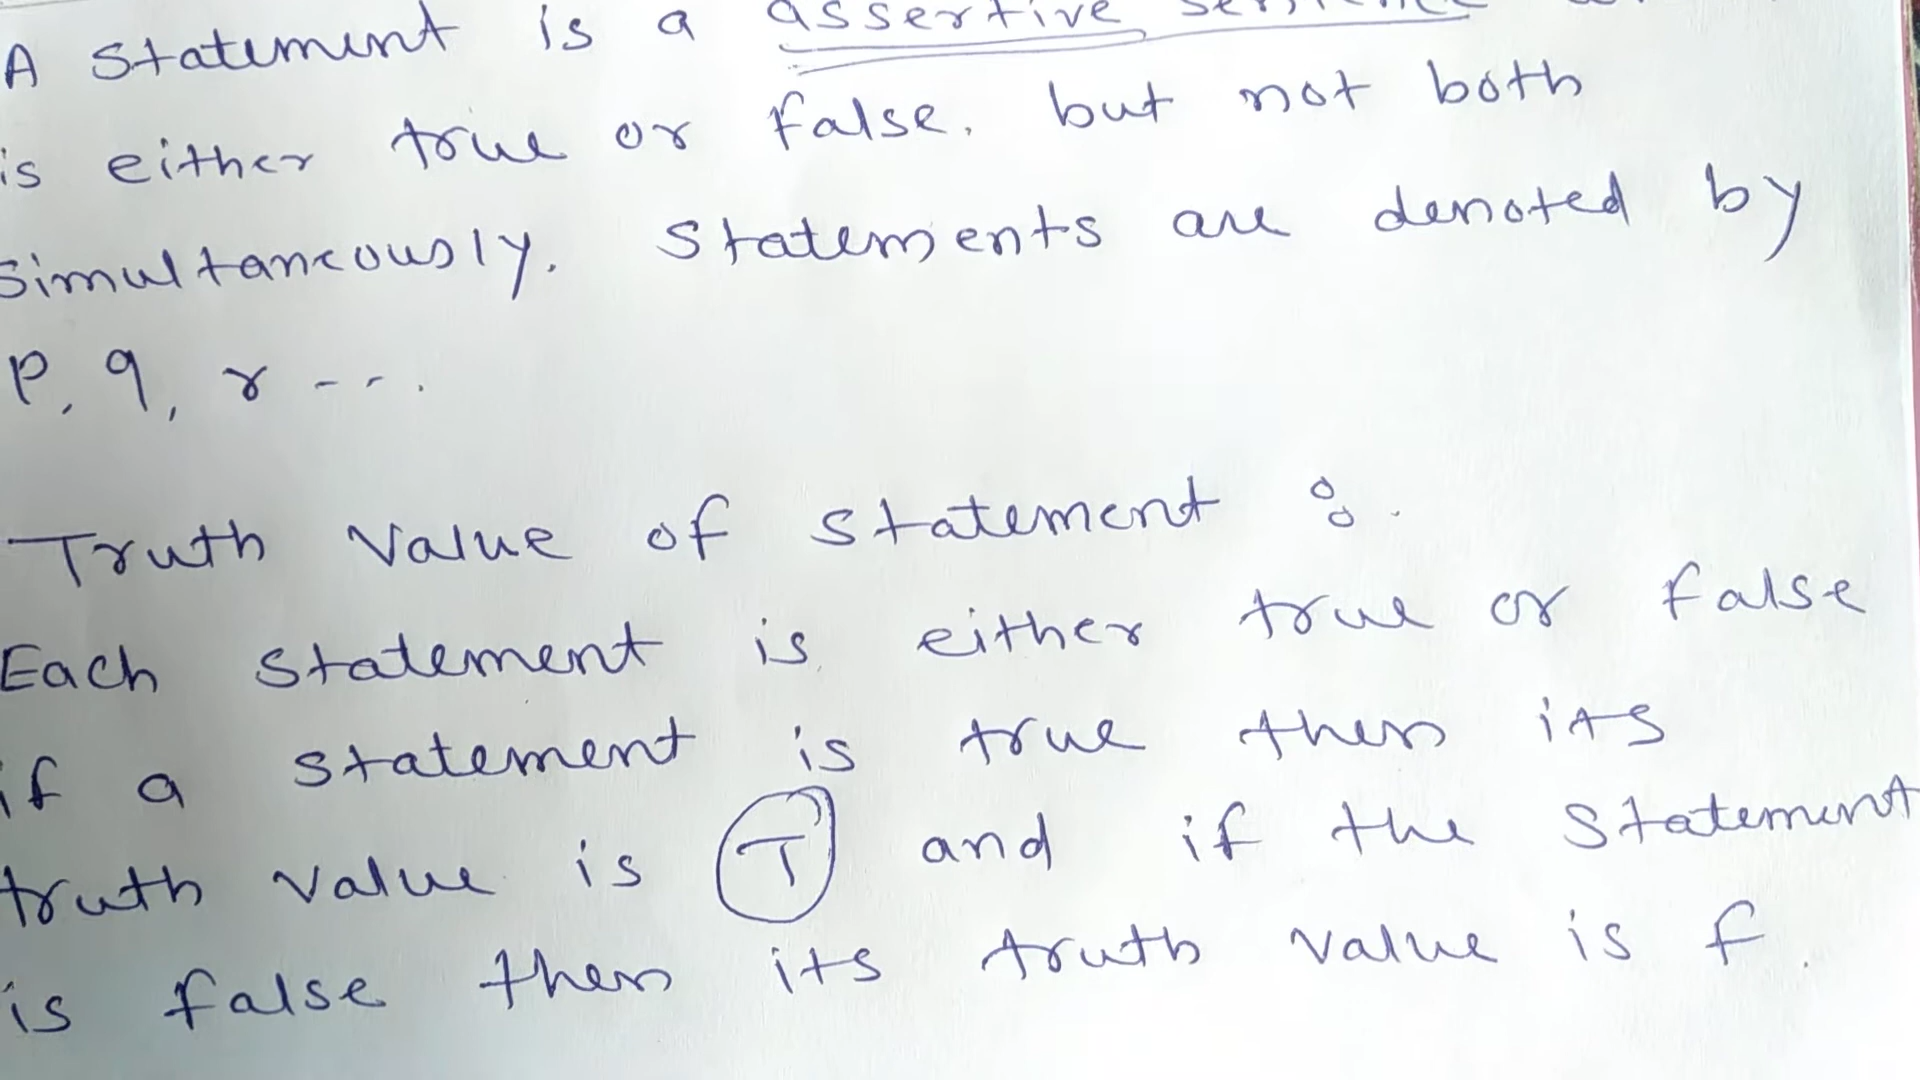 A statement is a assertive sentence
is either true or false, but not both
simultaneously. Statements are denoted by
P, q, r ---.
Truth Value of statement :
Each statement is either true or false
if a statement is true then its
truth value is T and if the statement
is false then its truth value is f.